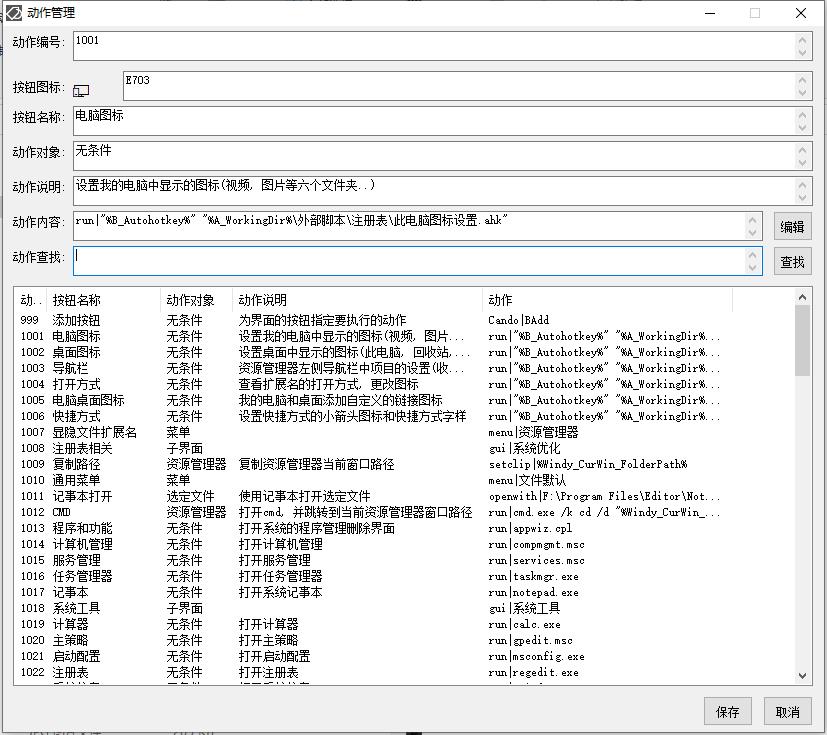 动作管理
动作编号: 1001
按钮图标: E703
按钮名称: 电脑图标
动作对象: 无条件
动作说明: 设置我的电脑中显示的图标(视频, 图片等六个文件夹..)
动作内容: run|"%B_Autohotkey%" "%A_WorkingDir%\外部脚本\注册表\此电脑图标设置.ahk" 编辑
动作查找: 查找
动.. 按钮名称 动作对象 动作说明 动作
999 添加按钮 无条件 为界面的按钮指定要执行的动作 Cando|BAdd
1001 电脑图标 无条件 设置我的电脑中显示的图标(视频, 图片... run|"%B_Autohotkey%" "%A_WorkingDir%...
1002 桌面图标 无条件 设置桌面中显示的图标(此电脑, 回收站,... run|"%B_Autohotkey%" "%A_WorkingDir%...
1003 导航栏 无条件 资源管理器左侧导航栏中项目的设置(收... run|"%B_Autohotkey%" "%A_WorkingDir%...
1004 打开方式 无条件 查看扩展名的打开方式, 更改图标 run|"%B_Autohotkey%" "%A_WorkingDir%...
1005 电脑桌面图标 无条件 我的电脑和桌面添加自定义的链接图标 run|"%B_Autohotkey%" "%A_WorkingDir%...
1006 快捷方式 无条件 设置快捷方式的小箭头图标和快捷方式字样 run|"%B_Autohotkey%" "%A_WorkingDir%...
1007 显隐文件扩展名 菜单 menu|资源管理器
1008 注册表相关 子界面 gui|系统优化
1009 复制路径 资源管理器 复制资源管理器当前窗口路径 setclip|%Windy_CurWin_FolderPath%
1010 通用菜单 菜单 menu|文件默认
1011 记事本打开 选定文件 使用记事本打开选定文件 openwith|F:\Program Files\Editor\Not...
1012 CMD 资源管理器 打开cmd, 并跳转到当前资源管理器窗口路径 run|cmd.exe /k cd /d "%Windy_CurWin_...
1013 程序和功能 无条件 打开系统的程序管理删除界面 run|appwiz.cpl
1014 计算机管理 无条件 打开计算机管理 run|compmgmt.msc
1015 服务管理 无条件 打开服务管理 run|services.msc
1016 任务管理器 无条件 打开任务管理器 run|taskmgr.exe
1017 记事本 无条件 打开系统记事本 run|notepad.exe
1018 系统工具 子界面 gui|系统工具
1019 计算器 无条件 打开计算器 run|calc.exe
1020 主策略 无条件 打开主策略 run|gpedit.msc
1021 启动配置 无条件 打开启动配置 run|msconfig.exe
1022 注册表 无条件 打开注册表 run|regedit.exe
保存 取消